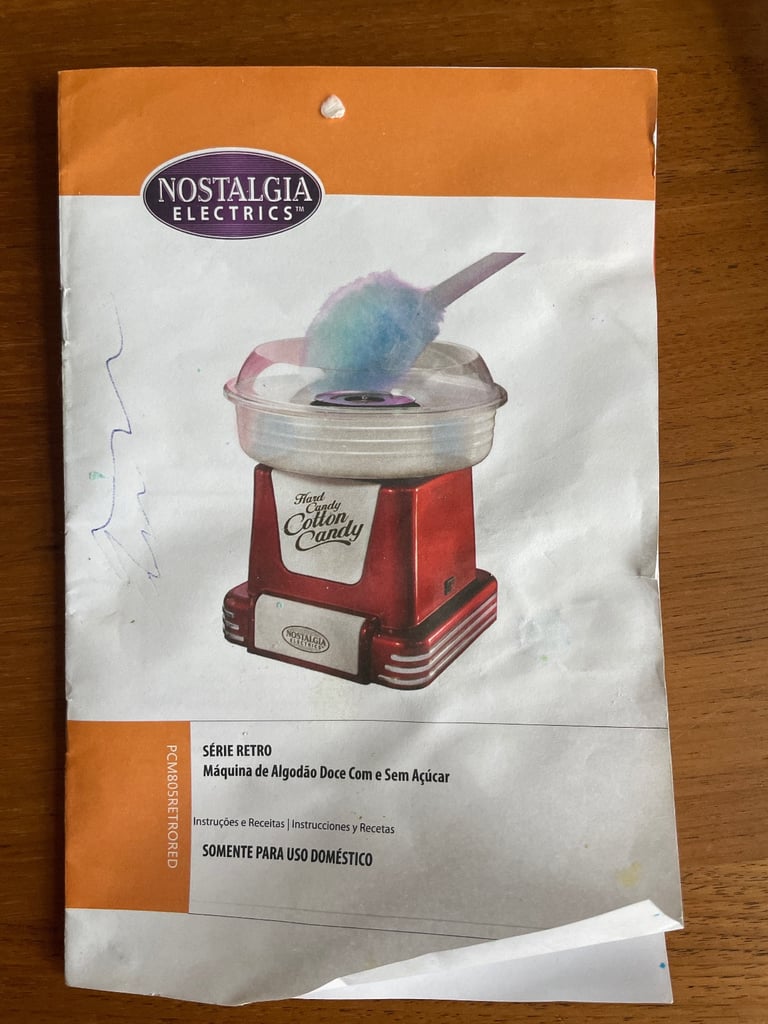 NOSTALGIA
ELECTRICS™
Hard
Candy
Cotton
Candy
NOSTALGIA
ELECTRICS
PCM805RETRORED
SÉRIE RETRO
Máquina de Algodão Doce Com e Sem Açúcar
Instruções e Receitas | Instrucciones y Recetas
SOMENTE PARA USO DOMÉSTICO